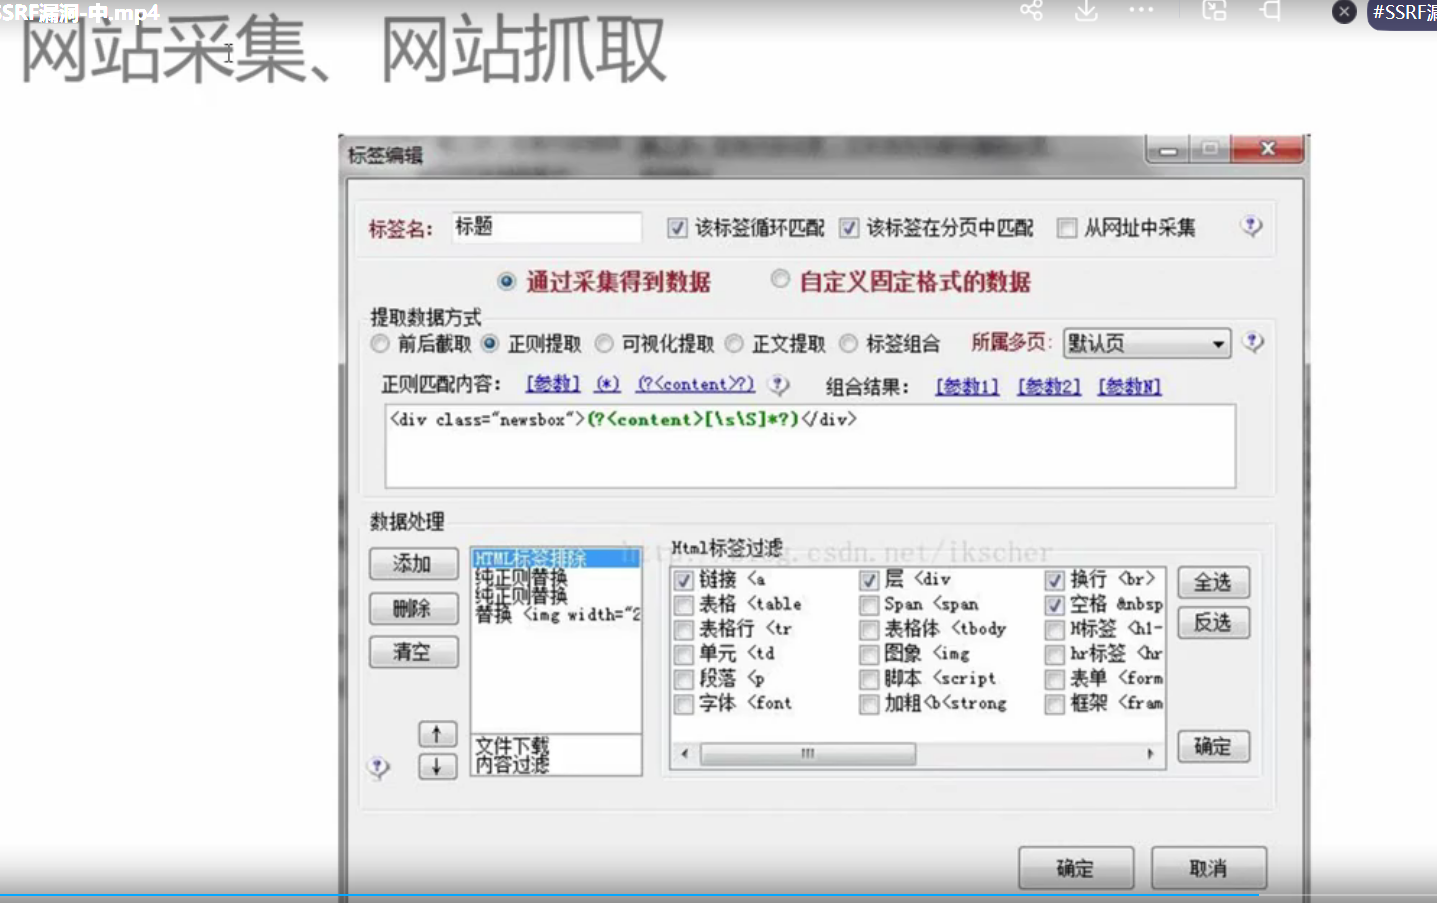 SSRF漏洞-中.mp4
#SSRF漏
网站采集、网站抓取
标签编辑
标签名： 标题 该标签循环匹配 该标签在分页中匹配 从网址中采集
通过采集得到数据 自定义固定格式的数据
提取数据方式
前后截取 正则提取 可视化提取 正文提取 标签组合 所属多页: 默认页
正则匹配内容： [参数] (*) (?<content>?) 组合结果： [参数1] [参数2] [参数N]
<div class="newsbox">(?<content>[\s\S]*?)</div>
数据处理
添加
删除
清空
HTML标签排除
纯正则替换
纯正则替换
替换 <img width="2
文件下载
内容过滤
Html标签过滤
http://blog.csdn.net/ikscher
链接 <a 层 <div 换行 <br>
表格 <table Span <span 空格 &nbsp
表格行 <tr 表格体 <tbody H标签 <h1-
单元 <td 图象 <img hr标签 <hr
段落 <p 脚本 <script 表单 <form
字体 <font 加粗<b<strong 框架 <fram
全选
反选
确定
确定 取消